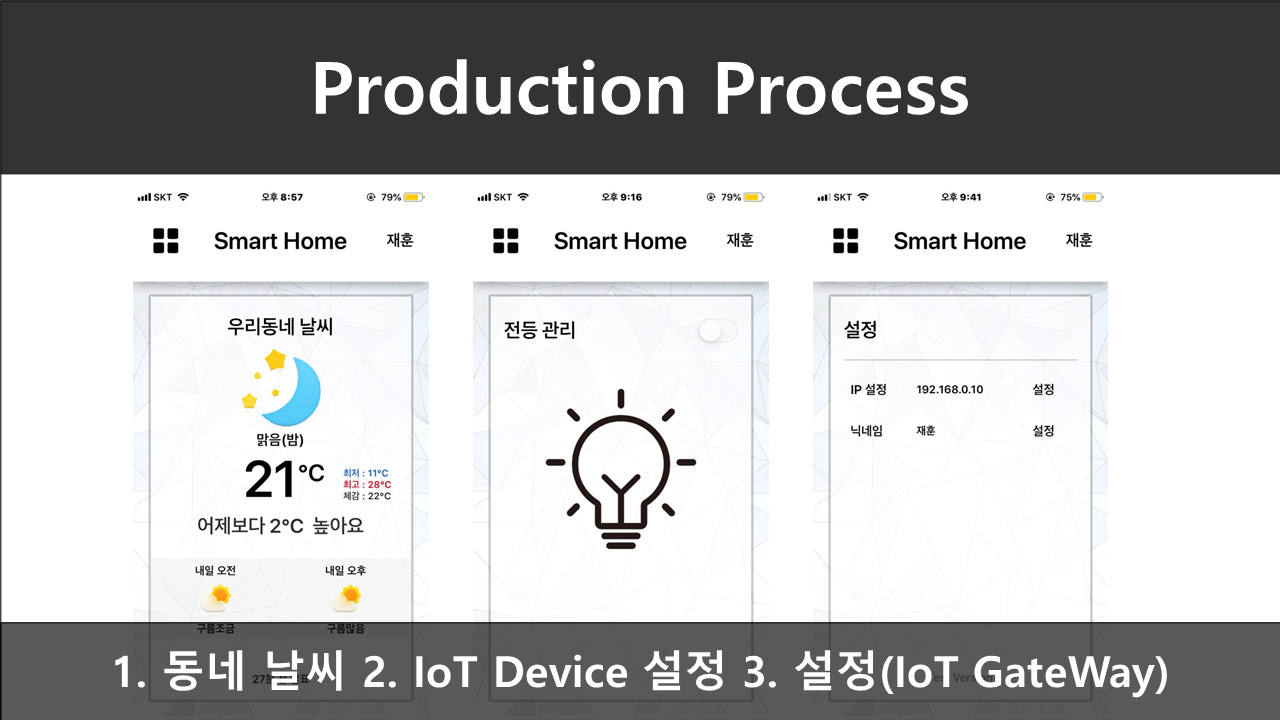 Production Process
SKT 오후 8:57 79%
Smart Home 재훈
우리동네 날씨
맑음(밤)
21°C
최저 : 11°C
최고 : 28°C
체감 : 22°C
어제보다 2°C 높아요
내일 오전 내일 오후
구름조금 구름많음
SKT 오후 9:16 79%
Smart Home 재훈
전등 관리
SKT 오후 9:41 75%
Smart Home 재훈
설정
IP 설정 192.168.0.10 설정
닉네임 재훈 설정
1. 동네 날씨 2. IoT Device 설정 3. 설정(IoT GateWay)